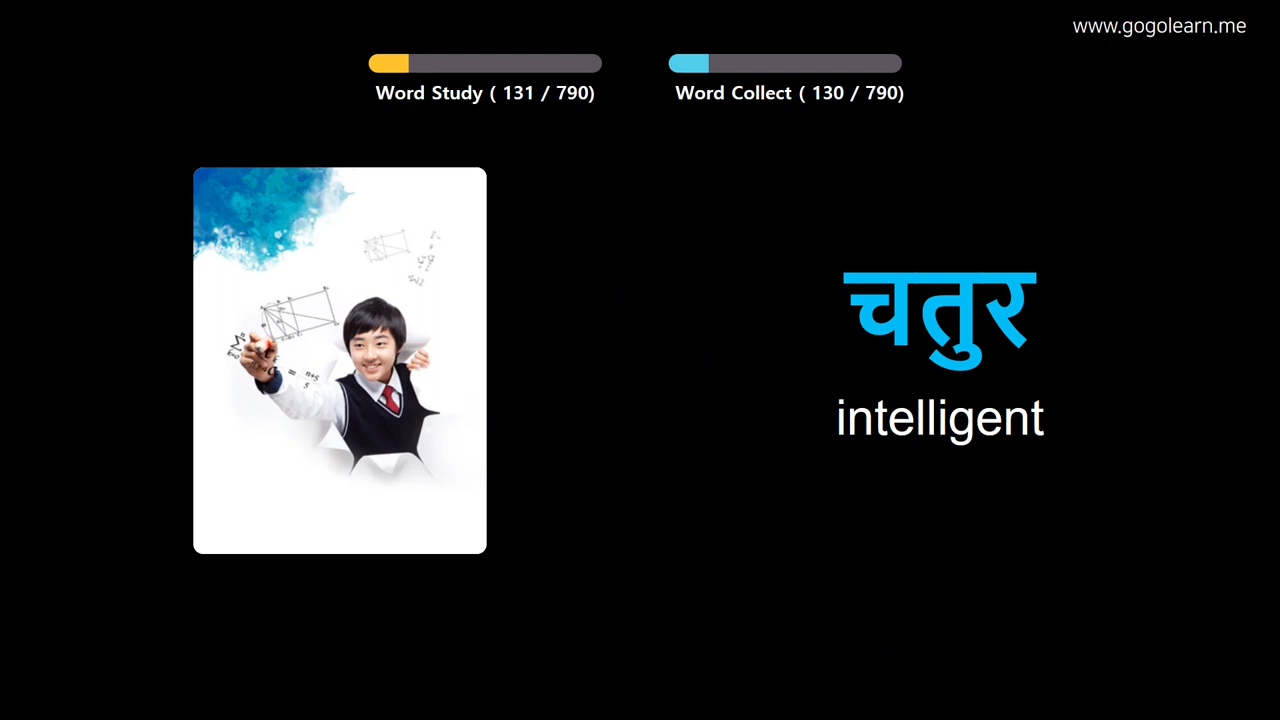 www.gogolearn.me
Word Study ( 131 / 790)
Word Collect ( 130 / 790)
चतुर
intelligent